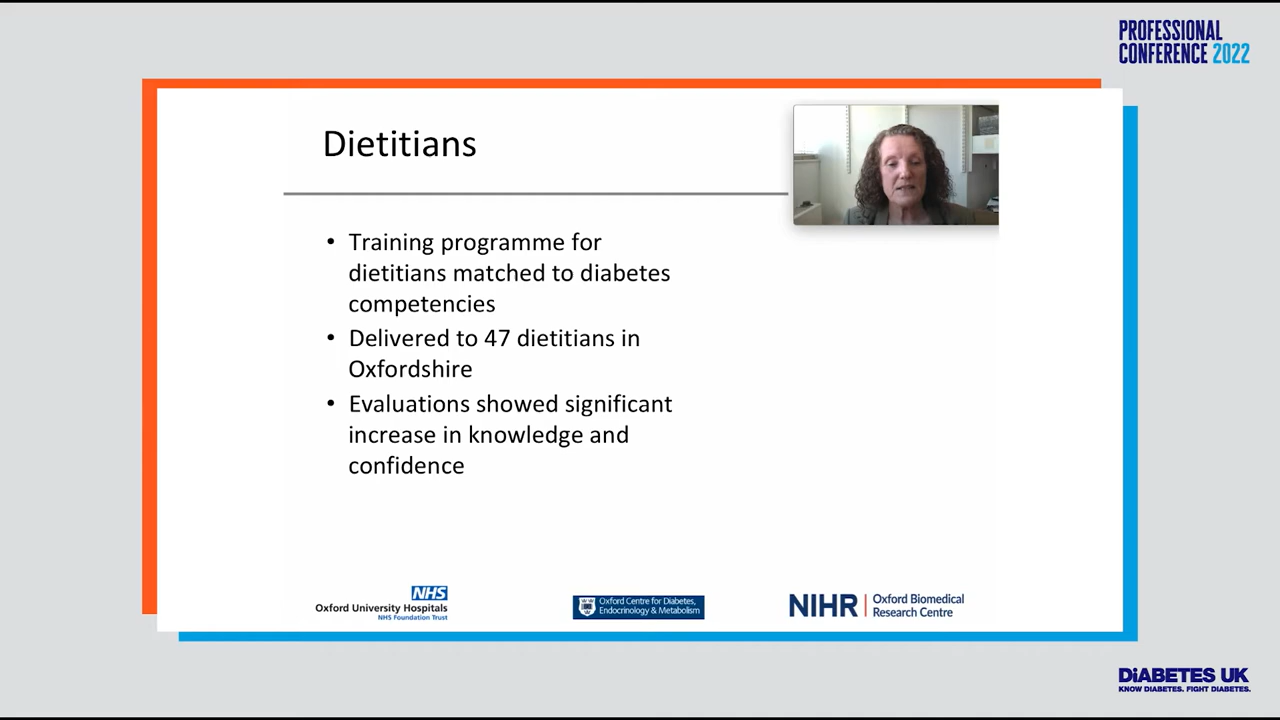 PROFESSIONAL
CONFERENCE 2022
Dietitians
• Training programme for
dietitians matched to diabetes
competencies
• Delivered to 47 dietitians in
Oxfordshire
• Evaluations showed significant
increase in knowledge and
confidence
NHS
Oxford University Hospitals
NHS Foundation Trust
Oxford Centre for Diabetes,
Endocrinology & Metabolism
NIHR | Oxford Biomedical
Research Centre
DiABETES UK
KNOW DIABETES. FIGHT DIABETES.